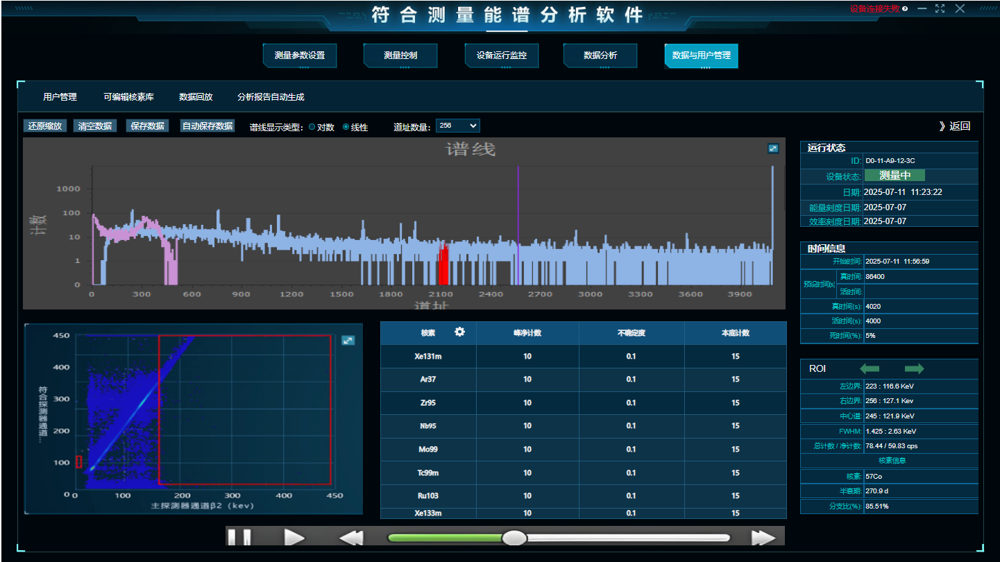 符合测量能谱分析软件
设备连接失败
测量参数设置 测量控制 设备运行监控 数据分析 数据与用户管理
用户管理 可编辑核素库 数据回放 分析报告自动生成
还原缩放 清空数据 保存数据 自动保存数据 谱线显示类型: 对数 线性 道址数量: 256 》返回
谱线
计数
1000
100
10
1
0
0 300 600 900 1200 1500 1800 2100 2400 2700 3000 3300 3600 3900
道址
450
400
300
200
100
0
符合探测器通道...
0 100 200 300 400 450
主探测器通道β2（kev）
核素 峰净计数 不确定度 本底计数
Xe131m 10 0.1 15
Ar37 10 0.1 15
Zr95 10 0.1 15
Nb95 10 0.1 15
Mo99 10 0.1 15
Tc99m 10 0.1 15
Ru103 10 0.1 15
Xe133m 10 0.1 15
运行状态
ID: D0-11-A9-12-3C
设备状态: 测量中
日期: 2025-07-11 11:23:22
能量刻度日期: 2025-07-07
效率刻度日期: 2025-07-07
时间信息
开始时间: 2025-07-11 11:56:59
预设时间[s]
真时间: 86400
活时间:
真时间(s): 4020
活时间(s): 4000
死时间(%): 5%
ROI
左边界: 223 : 116.6 KeV
右边界: 256 : 127.1 Kev
中心道: 245 : 121.9 KeV
FWHM: 1.425 : 2.63 KeV
总计数 / 净计数: 78.44 / 59.83 cps
核素信息
核素: 57Co
半衰期: 270.9 d
分支比(%): 85.51%